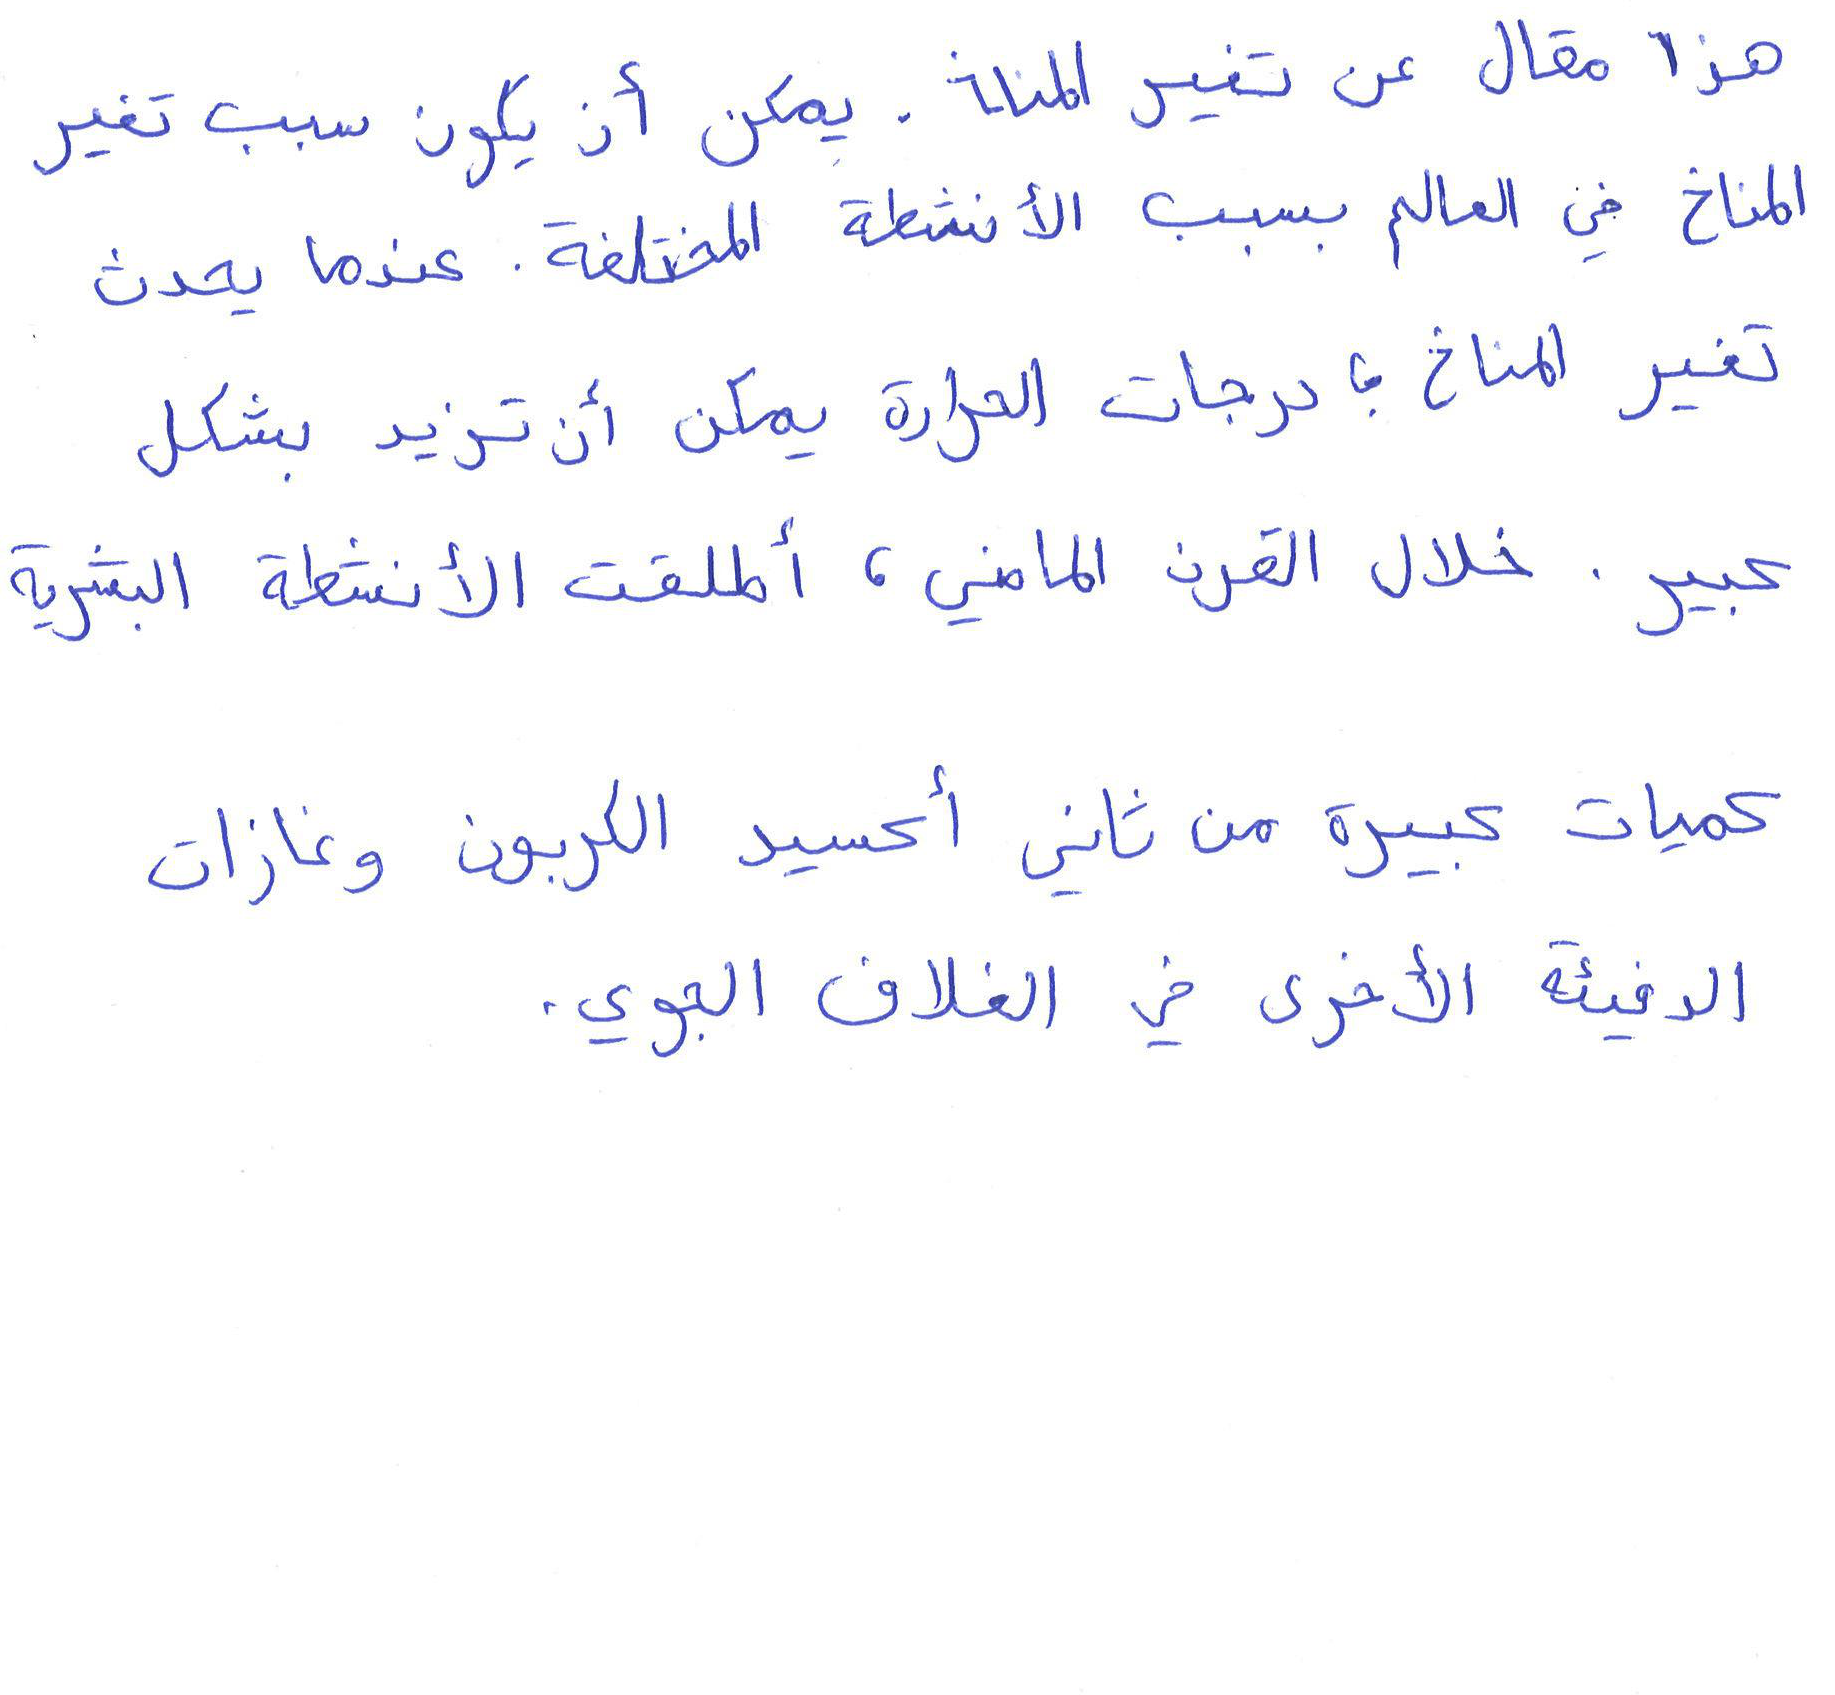 هذا مقال عن تغير المناخ. يمكن أن يكون سبب تغير
المناخ في العالم بسبب الأنشطة المختلفة. عندما يحدث
تغير المناخ، درجات الحرارة يمكن أن تزيد بشكل
كبير. خلال القرن الماضي، أطلقت الأنشطة البشرية
كميات كبيرة من ثاني أكسيد الكربون وغازات
الدفيئة الأخرى في الغلاف الجوي.